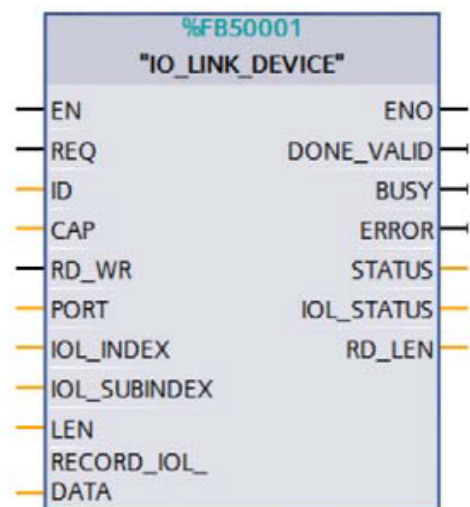 %FB50001
"IO_LINK_DEVICE"
EN ENO
REQ DONE_VALID
ID BUSY
CAP ERROR
RD_WR STATUS
PORT IOL_STATUS
IOL_INDEX RD_LEN
IOL_SUBINDEX
LEN
RECORD_IOL_
DATA